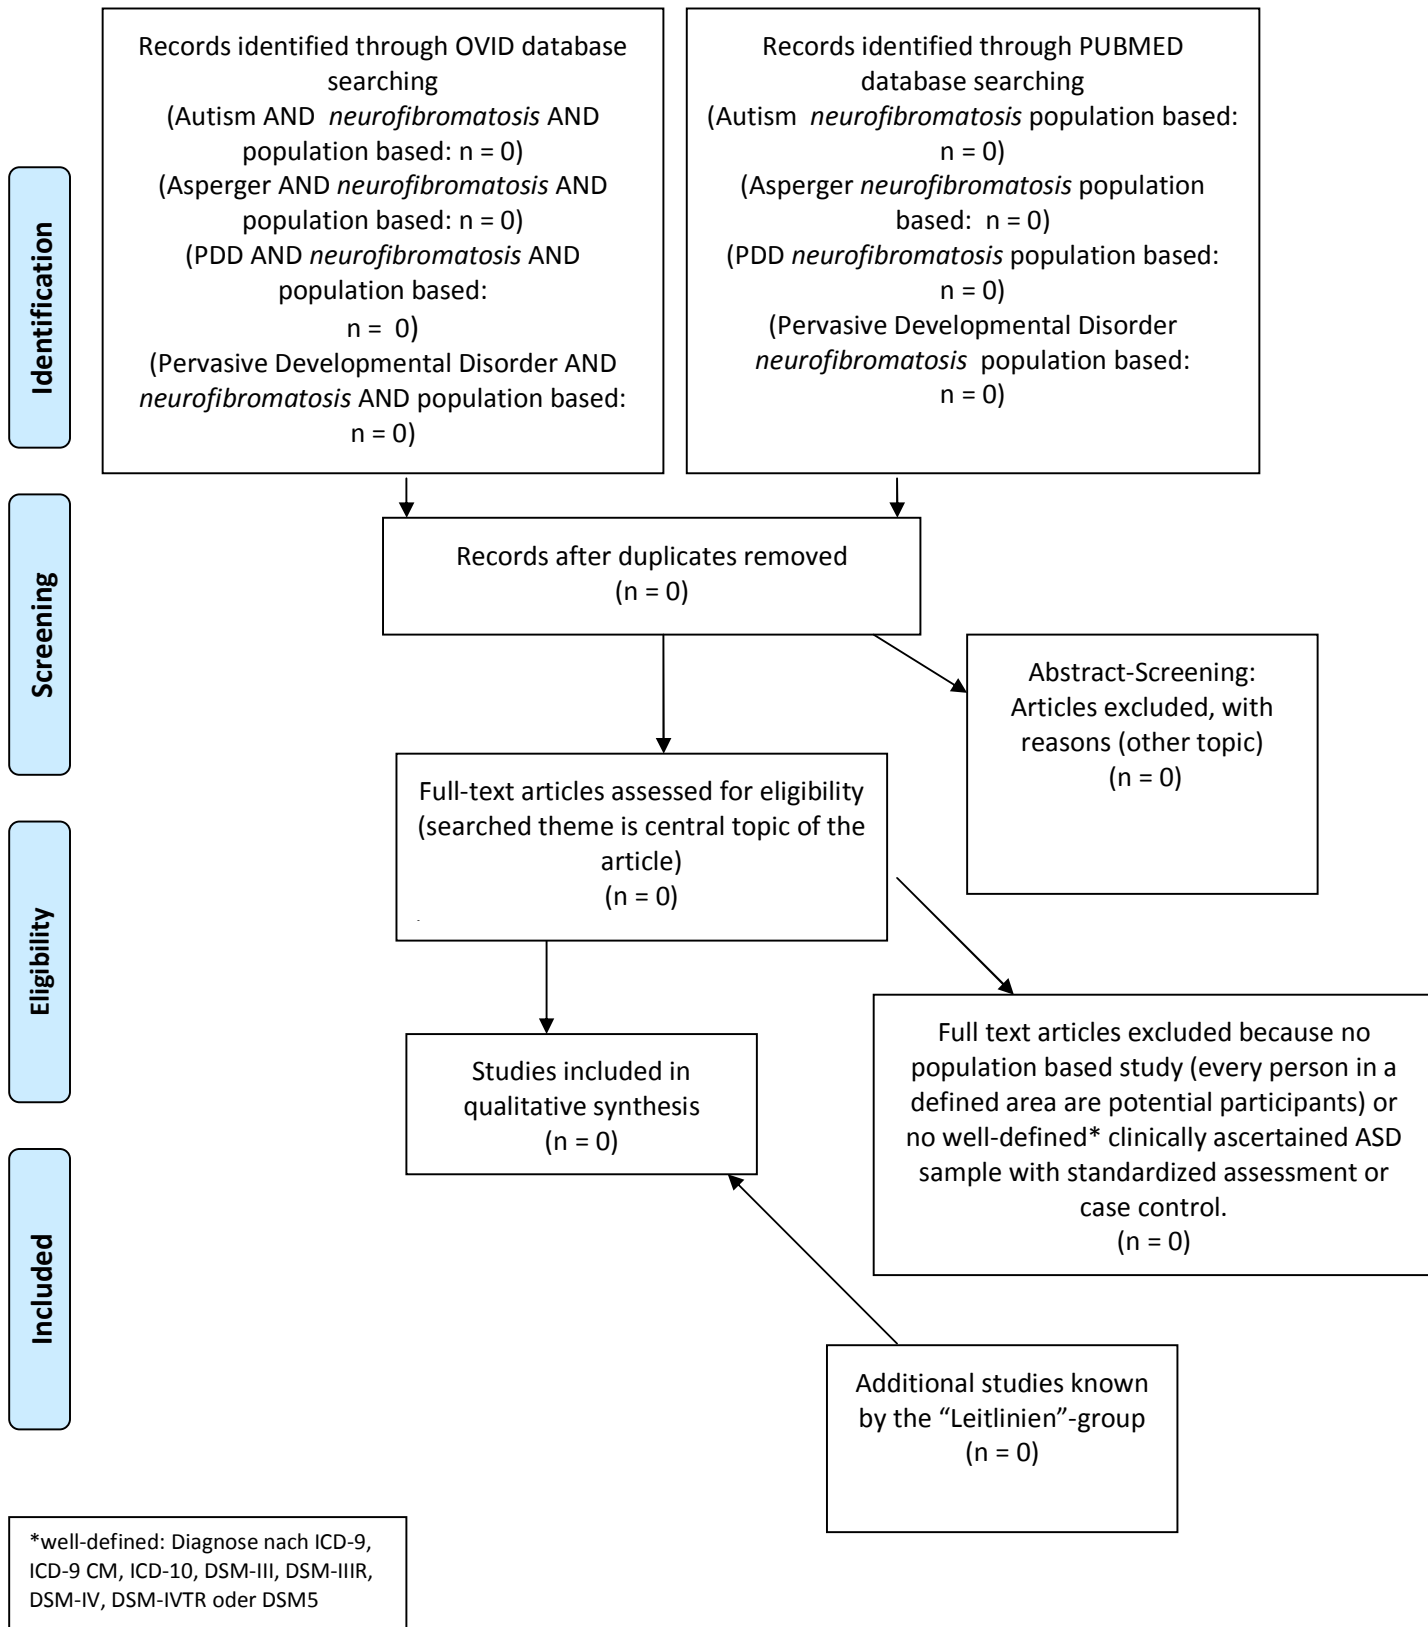 Records identified through OVID database
searching
(Autism AND neurofibromatosis AND
population based: n = 0)
(Asperger AND neurofibromatosis AND
population based: n = 0)
(PDD AND neurofibromatosis AND
population based:
n = 0)
(Pervasive Developmental Disorder AND
neurofibromatosis AND population based:
n = 0)
Records identified through PUBMED
database searching
(Autism neurofibromatosis population based:
n = 0)
(Asperger neurofibromatosis population
based: n = 0)
(PDD neurofibromatosis population based:
n = 0)
(Pervasive Developmental Disorder
neurofibromatosis population based:
n = 0)
Identification
Records after duplicates removed
(n = 0)
Screening
Abstract-Screening:
Articles excluded, with
reasons (other topic)
(n = 0)
Full-text articles assessed for eligibility
(searched theme is central topic of the
article)
(n = 0)
Eligibility
Full text articles excluded because no
population based study (every person in a
defined area are potential participants) or
no well-defined* clinically ascertained ASD
sample with standardized assessment or
case control.
(n = 0)
Studies included in
qualitative synthesis
(n = 0)
Included
Additional studies known
by the “Leitlinien”-group
(n = 0)
*well-defined: Diagnose nach ICD-9,
ICD-9 CM, ICD-10, DSM-III, DSM-IIIR,
DSM-IV, DSM-IVTR oder DSM5